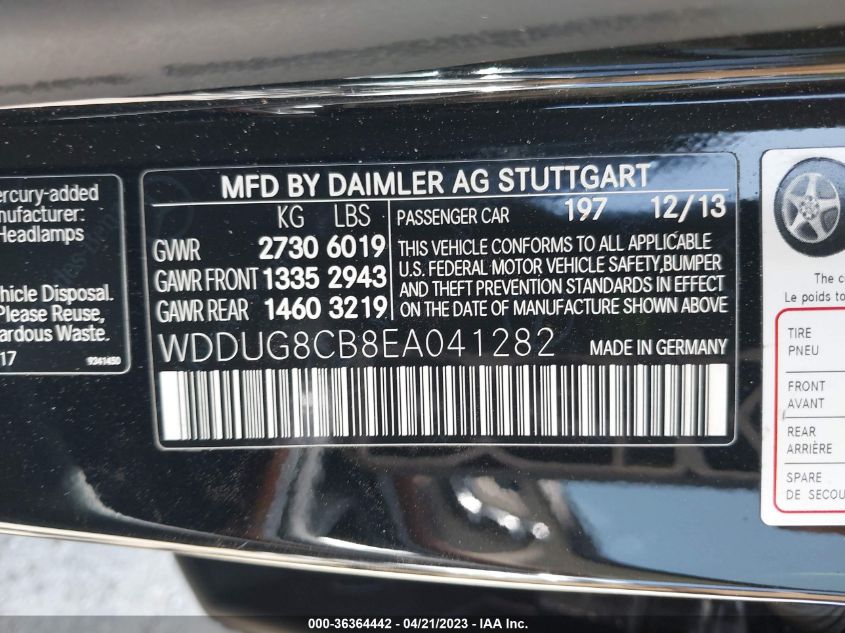 ercury-added
nufacturer:
Headlamps
hicle Disposal.
Please Reuse,
ardous Waste.
17
9241450
MFD BY DAIMLER AG STUTTGART
KG LBS
GVWR 2730 6019
GAWR FRONT 1335 2943
GAWR REAR 1460 3219
PASSENGER CAR 197 12/13
THIS VEHICLE CONFORMS TO ALL APPLICABLE
U.S. FEDERAL MOTOR VEHICLE SAFETY,BUMPER
AND THEFT PREVENTION STANDARDS IN EFFECT
ON THE DATE OF MANUFACTURE SHOWN ABOVE
WDDUG8CB8EA041282 MADE IN GERMANY
The co
Le poids to
TIRE
PNEU
FRONT
AVANT
REAR
ARRIÈRE
SPARE
DE SECOU
000-36364442 - 04/21/2023 - IAA Inc.